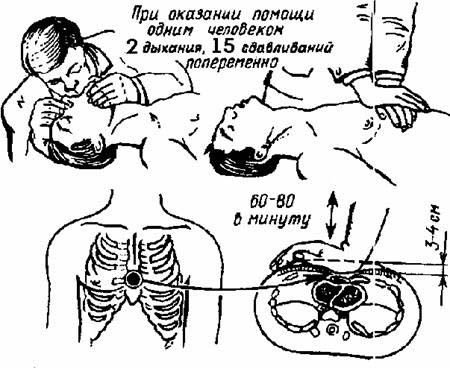 При оказании помощи
одним человеком
2 дыхания, 15 сдавливаний
попеременно
60-80
в минуту
3-4 см